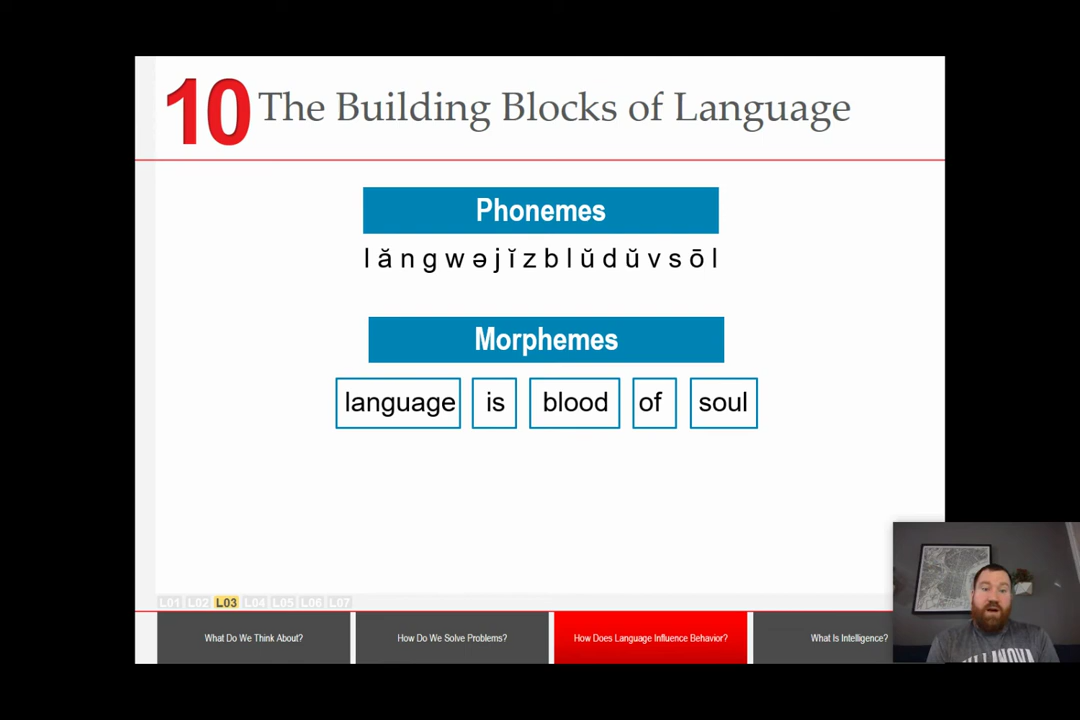 10 The Building Blocks of Language
Phonemes
l ă n g w ə j ĭ z b l ŭ d ŭ v s ō l
Morphemes
language is blood of soul
L01 L02 L03 L04 L05 L06 L07
What Do We Think About? How Do We Solve Problems? How Does Language Influence Behavior? What Is Intelligence?